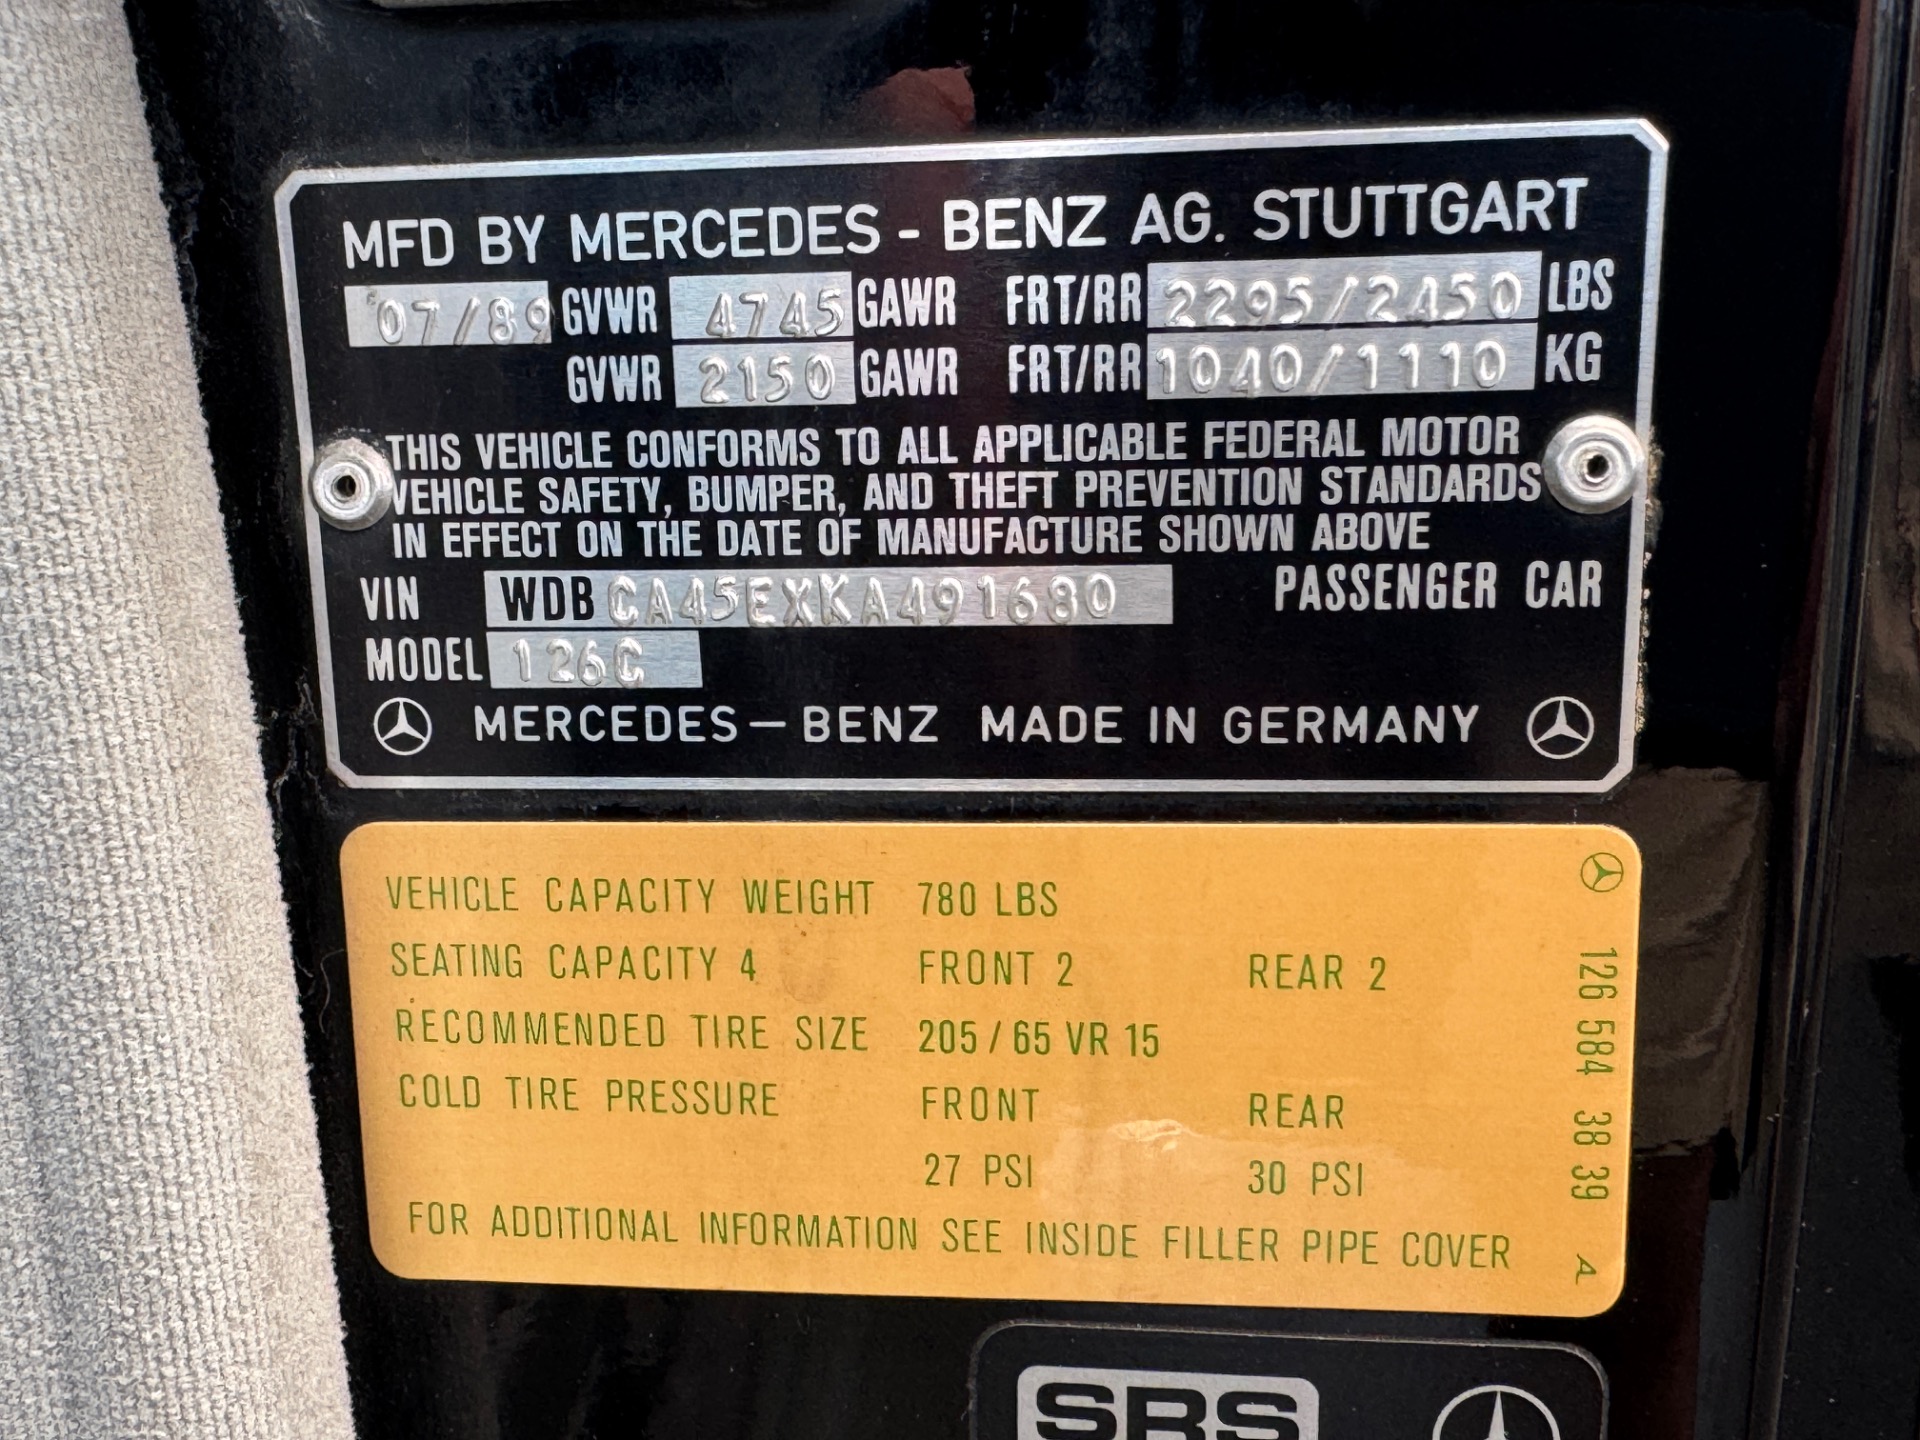 MFD BY MERCEDES - BENZ AG. STUTTGART
07/89 GVWR 4745 GAWR FRT/RR 2295/2450 LBS
GVWR 2150 GAWR FRT/RR 1040/1110 KG
THIS VEHICLE CONFORMS TO ALL APPLICABLE FEDERAL MOTOR
VEHICLE SAFETY, BUMPER, AND THEFT PREVENTION STANDARDS
IN EFFECT ON THE DATE OF MANUFACTURE SHOWN ABOVE
VIN WDB CA45EXKA491680 PASSENGER CAR
MODEL 126C
MERCEDES — BENZ MADE IN GERMANY
VEHICLE CAPACITY WEIGHT 780 LBS
SEATING CAPACITY 4 FRONT 2 REAR 2
RECOMMENDED TIRE SIZE 205 / 65 VR 15
COLD TIRE PRESSURE FRONT REAR
27 PSI 30 PSI
FOR ADDITIONAL INFORMATION SEE INSIDE FILLER PIPE COVER
126 584 38 39 A
SRS